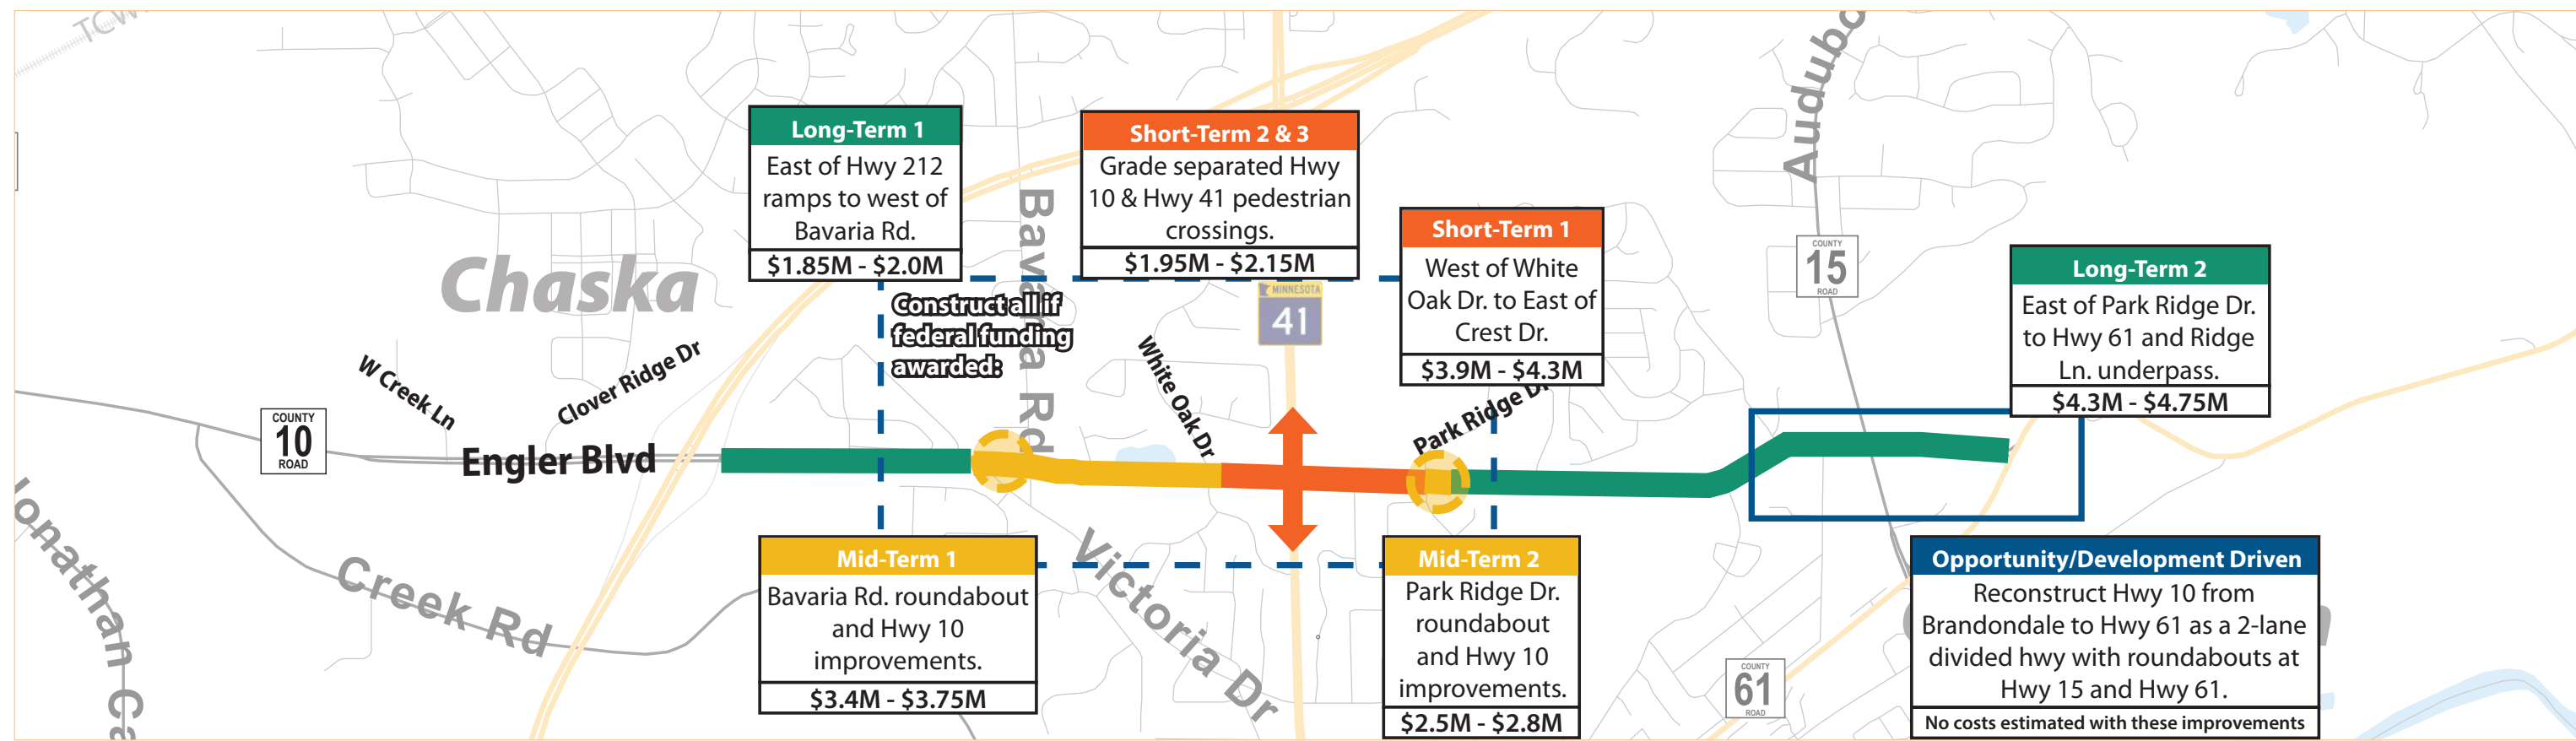 TCW
Chaska
Long-Term 1
East of Hwy 212
ramps to west of
Bavaria Rd.
$1.85M - $2.0M
Short-Term 2 & 3
Grade separated Hwy
10 & Hwy 41 pedestrian
crossings.
$1.95M - $2.15M
Short-Term 1
West of White
Oak Dr. to East of
Crest Dr.
$3.9M - $4.3M
Long-Term 2
East of Park Ridge Dr.
to Hwy 61 and Ridge
Ln. underpass.
$4.3M - $4.75M
Construct all if
federal funding
awarded:
Bavaria Rd
MINNESOTA
41
COUNTY
15
ROAD
Audubo
W Creek Ln
Clover Ridge Dr
White Oak Dr
Park Ridge Dr
COUNTY
10
ROAD
Engler Blvd
Jonathan Ca
Creek Rd
Victoria Dr
Mid-Term 1
Bavaria Rd. roundabout
and Hwy 10
improvements.
$3.4M - $3.75M
Mid-Term 2
Park Ridge Dr.
roundabout
and Hwy 10
improvements.
$2.5M - $2.8M
COUNTY
61
ROAD
Opportunity/Development Driven
Reconstruct Hwy 10 from
Brandondale to Hwy 61 as a 2-lane
divided hwy with roundabouts at
Hwy 15 and Hwy 61.
No costs estimated with these improvements